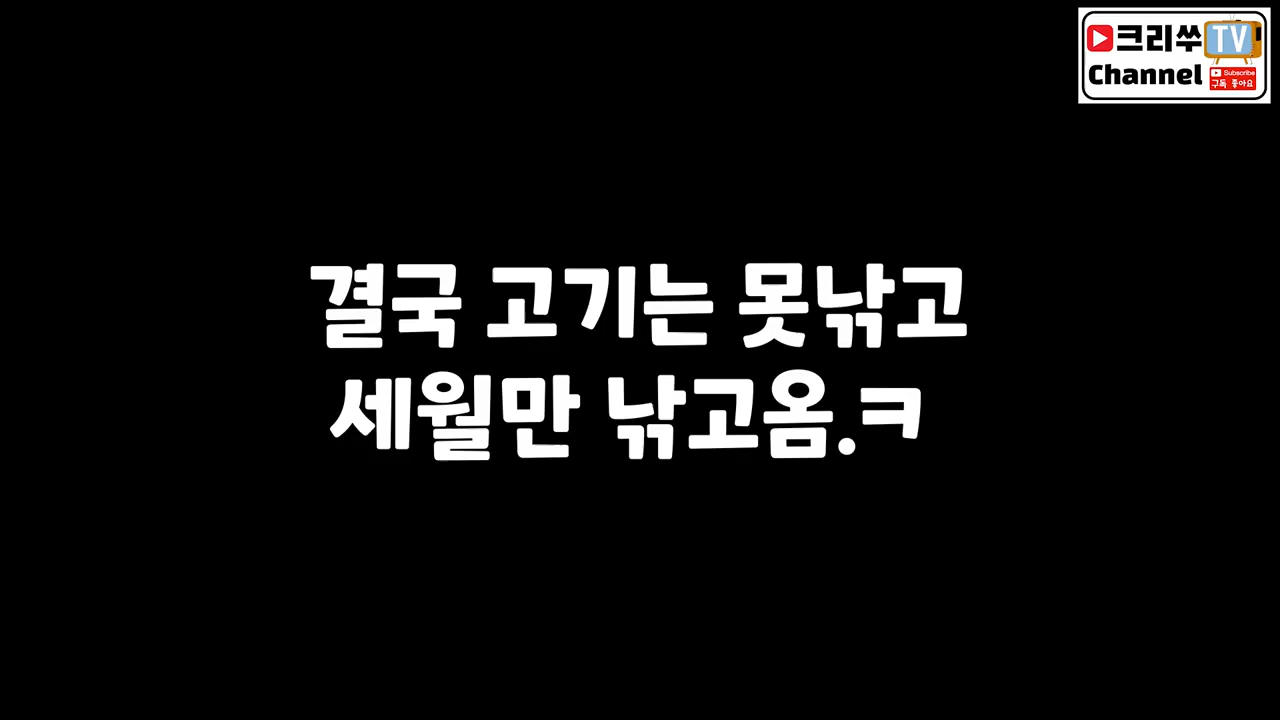 크리쑤TV
Channel
Subscribe
구독 좋아요
결국 고기는 못낚고
세월만 낚고옴.ㅋ